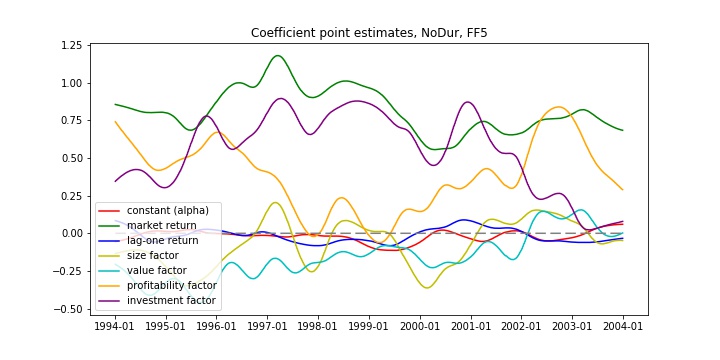 Coefficient point estimates, NoDur, FF5
1.25
1.00
0.75
0.50
0.25
0.00
−0.25
−0.50
constant (alpha)
market return
lag-one return
size factor
value factor
profitability factor
investment factor
1994-01 1995-01 1996-01 1997-01 1998-01 1999-01 2000-01 2001-01 2002-01 2003-01 2004-01